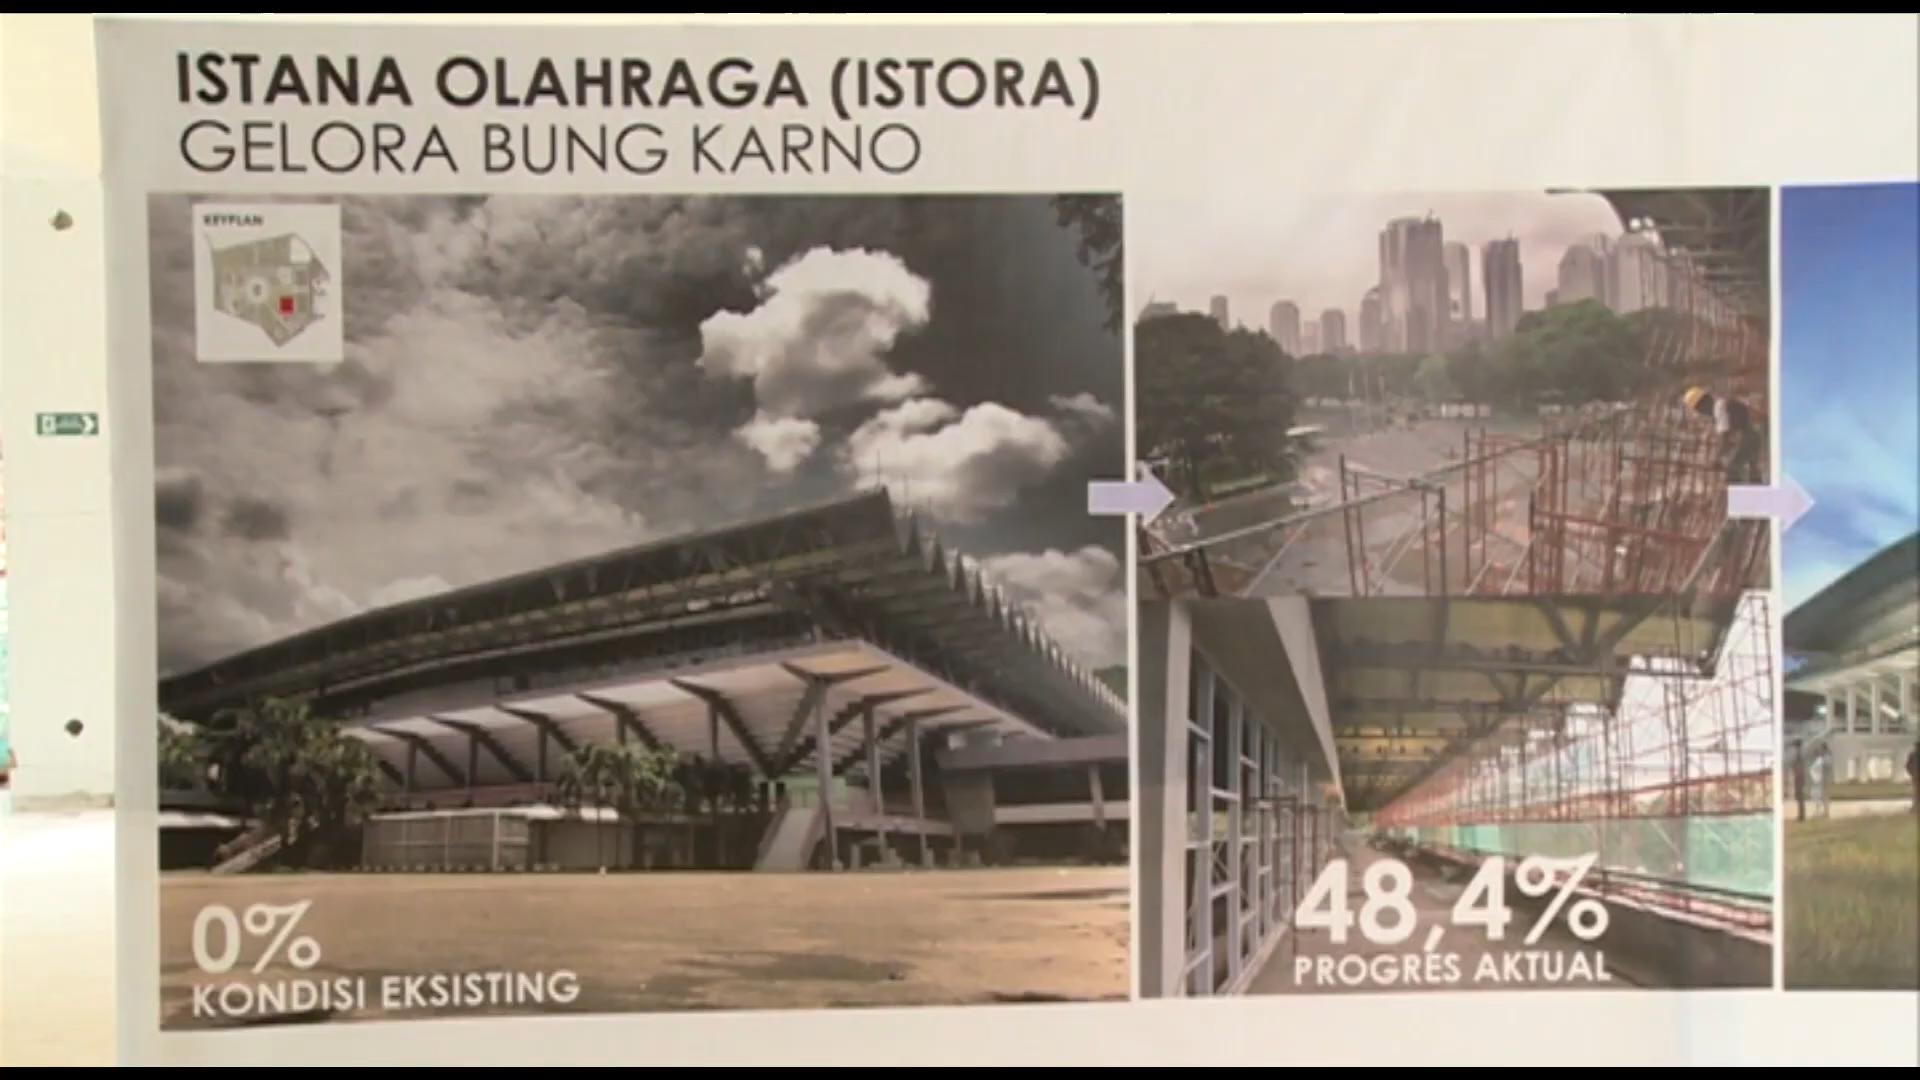 ISTANA OLAHRAGA (ISTORA)
GELORA BUNG KARNO
KEYPLAN
0%
KONDISI EKSISTING
48,4%
PROGRES AKTUAL